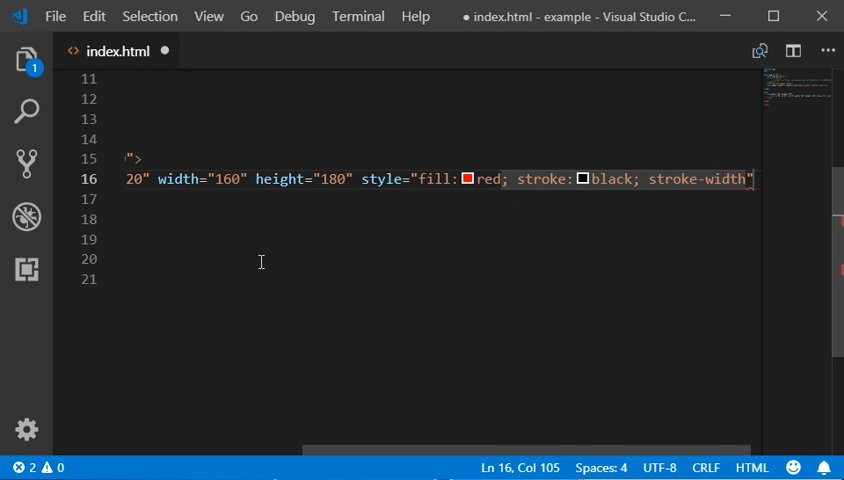 File Edit Selection View Go Debug Terminal Help ● index.html - example - Visual Studio C...
1
<> index.html ●
11
12
13
14
15 ">
16 20" width="160" height="180" style="fill:red; stroke:black; stroke-width"
17
18
19
20
21
2 0 Ln 16, Col 105 Spaces: 4 UTF-8 CRLF HTML